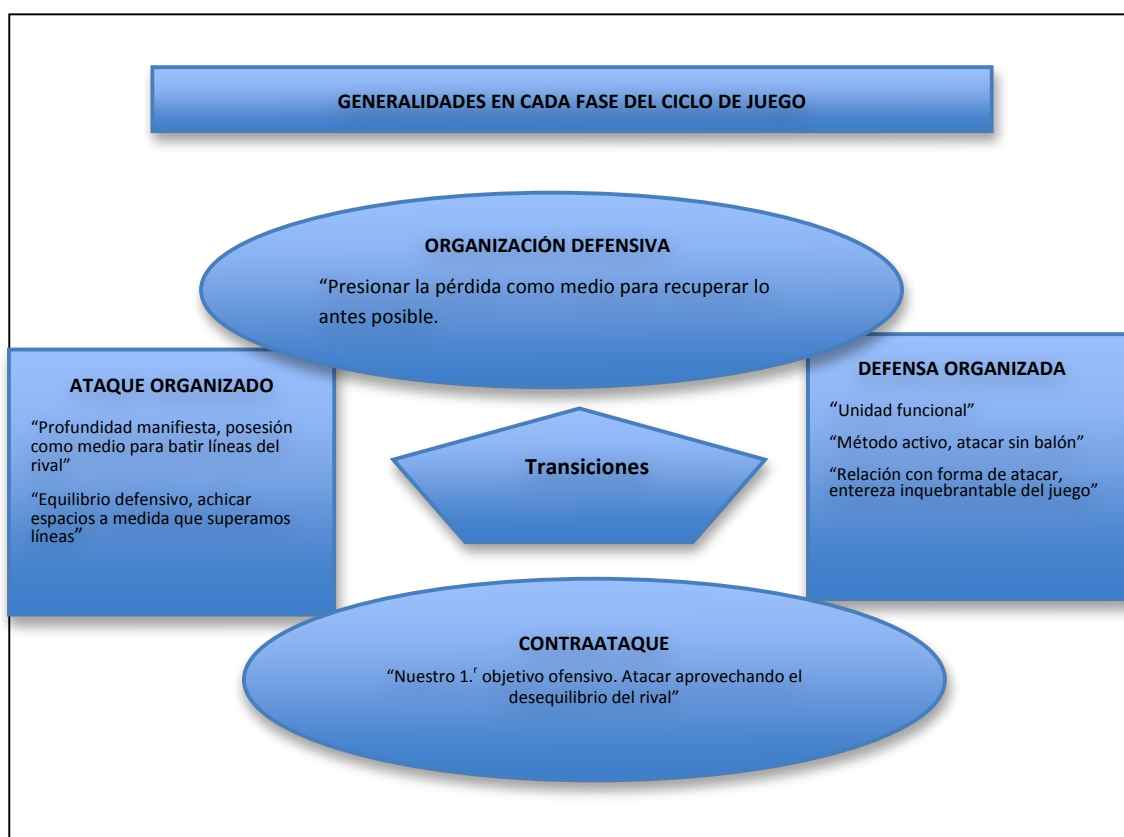 GENERALIDADES EN CADA FASE DEL CICLO DE JUEGO
ORGANIZACIÓN DEFENSIVA
“Presionar la pérdida como medio para recuperar lo
antes posible.
ATAQUE ORGANIZADO
“Profundidad manifiesta, posesión
como medio para batir líneas del
rival”
“Equilibrio defensivo, achicar
espacios a medida que superamos
líneas”
Transiciones
DEFENSA ORGANIZADA
“Unidad funcional”
“Método activo, atacar sin balón”
“Relación con forma de atacar,
entereza inquebrantable del juego”
CONTRAATAQUE
“Nuestro 1.ʳ objetivo ofensivo. Atacar aprovechando el
desequilibrio del rival”